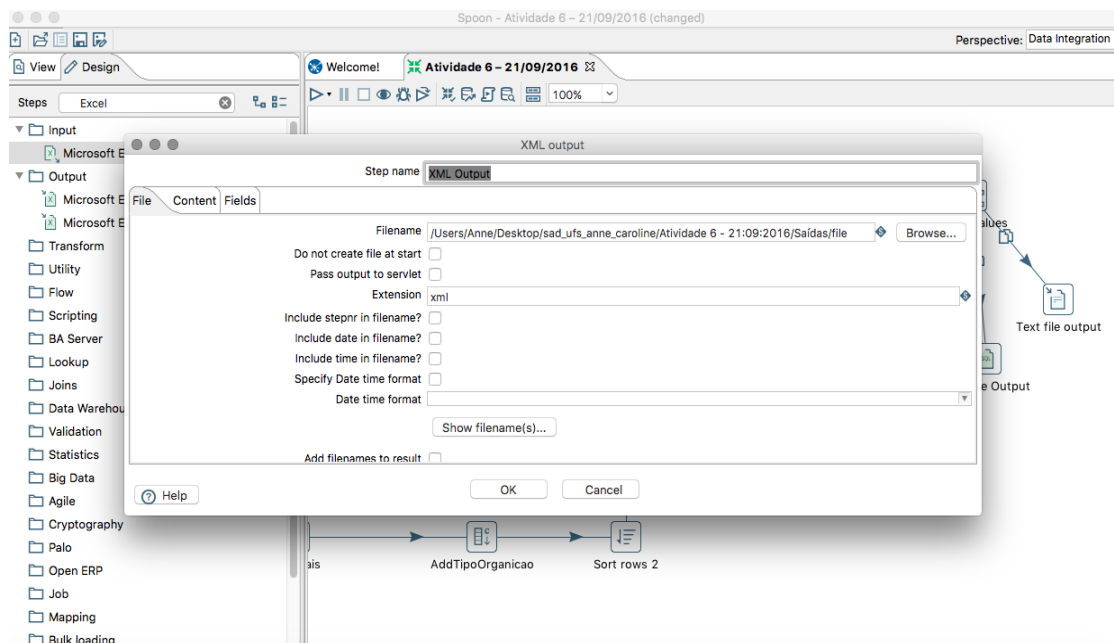 Spoon - Atividade 6 – 21/09/2016 (changed)
Perspective: Data Integration
View Design
Welcome! Atividade 6 – 21/09/2016
Steps Excel
100%
Input
Microsoft E
Output
Microsoft E
Microsoft E
Transform
Utility
Flow
Scripting
BA Server
Lookup
Joins
Data Warehou
Validation
Statistics
Big Data
Agile
Cryptography
Palo
Open ERP
Job
Mapping
Bulk loading
XML output
Step name XML Output
File Content Fields
Filename /Users/Anne/Desktop/sad_ufs_anne_caroline/Atividade 6 - 21:09:2016/Saídas/file Browse...
Do not create file at start
Pass output to servlet
Extension xml
Include stepnr in filename?
Include date in filename?
Include time in filename?
Specify Date time format
Date time format
Show filename(s)...
Add filenames to result
Help OK Cancel
alues
Text file output
e Output
ais AddTipoOrganicao Sort rows 2